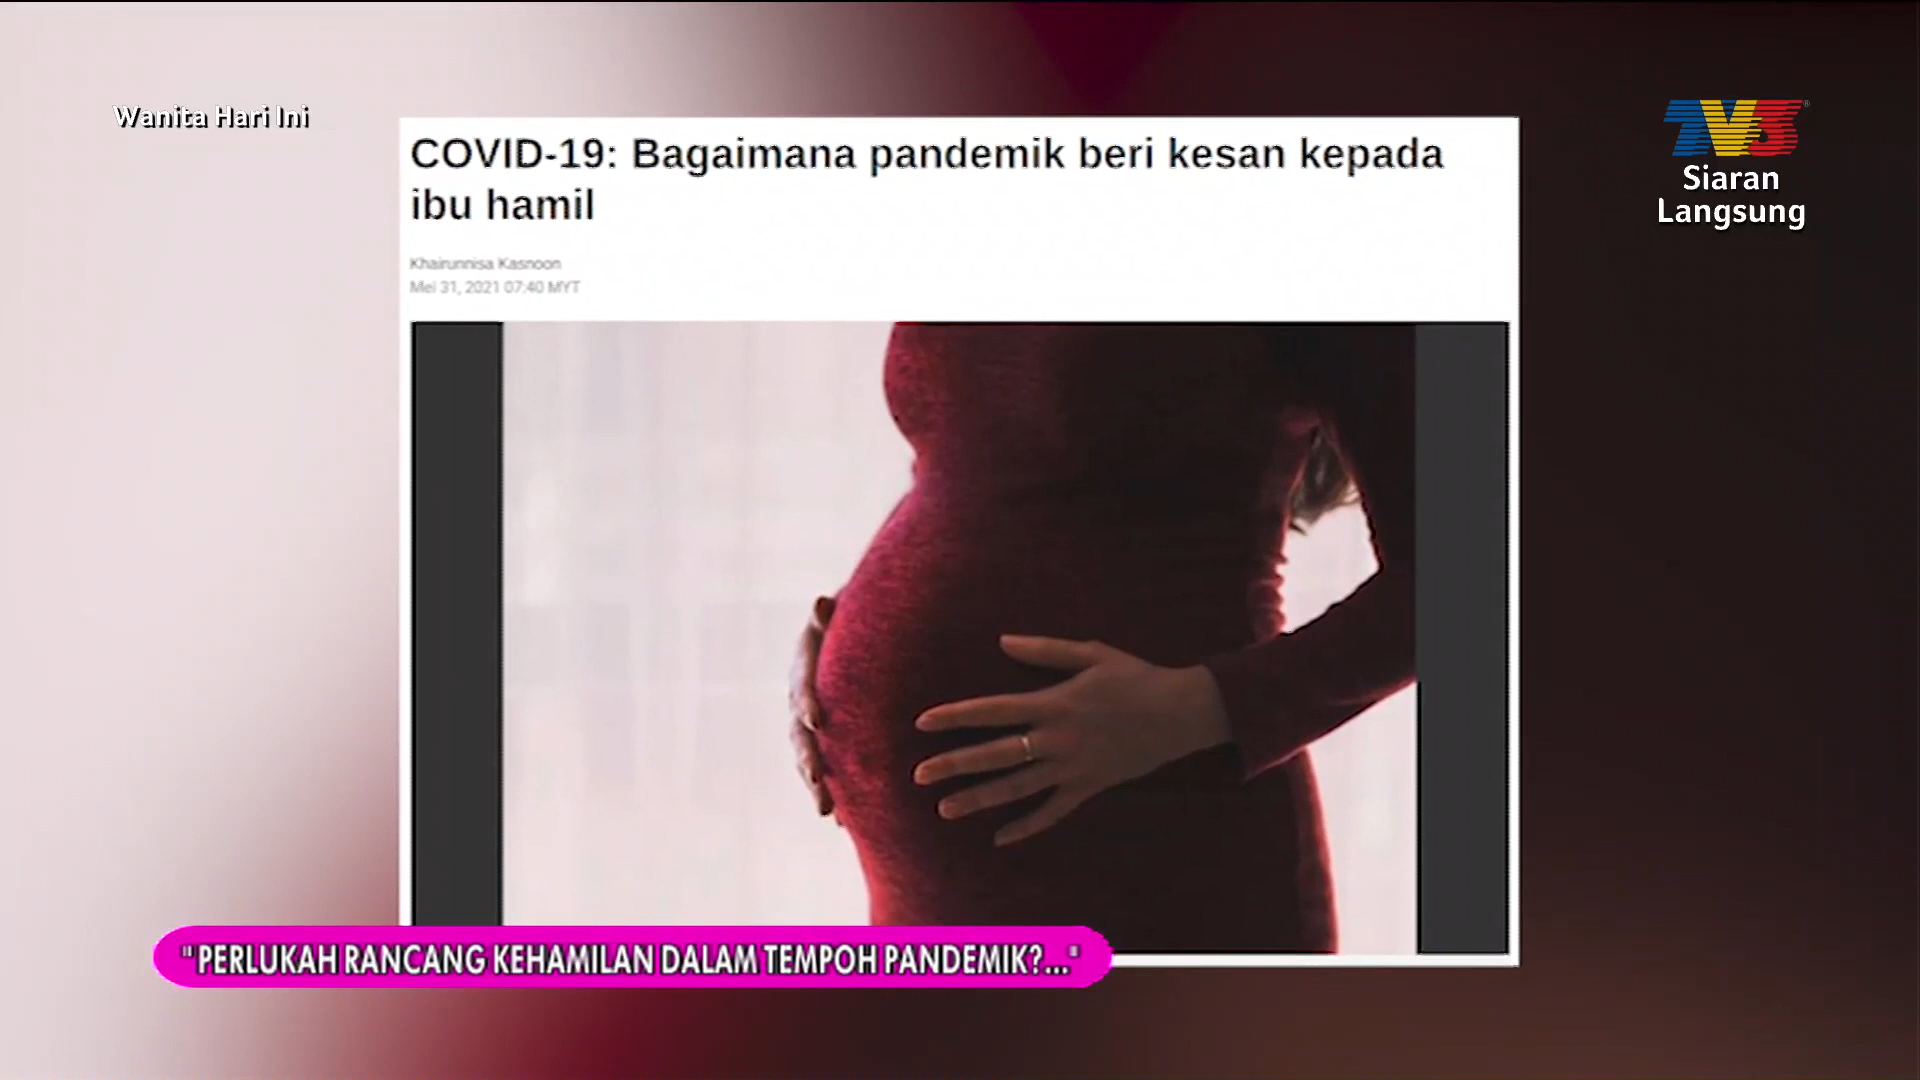 Wanita Hari Ini
TV3
Siaran
Langsung
COVID-19: Bagaimana pandemik beri kesan kepada
ibu hamil
Khairunnisa Kasnoon
Mei 31, 2021 07:40 MYT
"PERLUKAH RANCANG KEHAMILAN DALAM TEMPOH PANDEMIK?..."